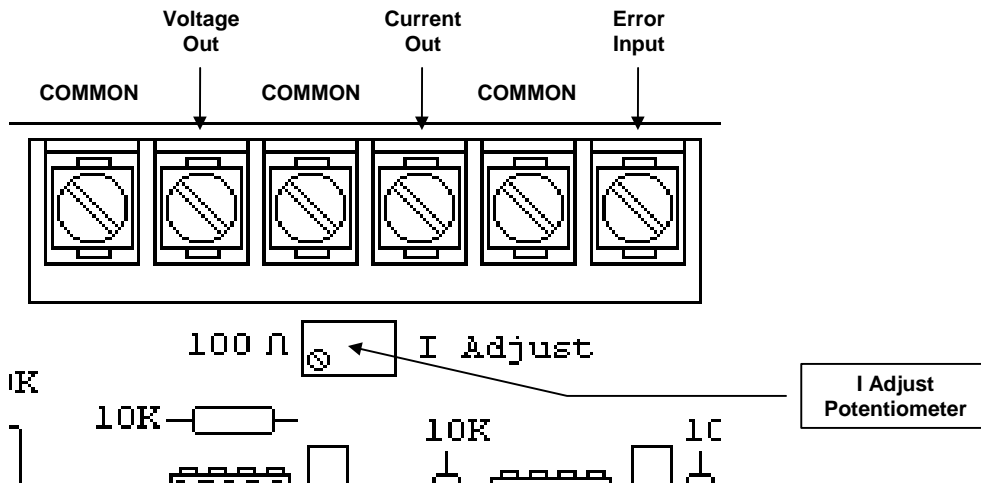 Voltage
Out
Current
Out
Error
Input
COMMON
COMMON
COMMON
100 Ω
I Adjust
I Adjust
Potentiometer
K
10K
10K